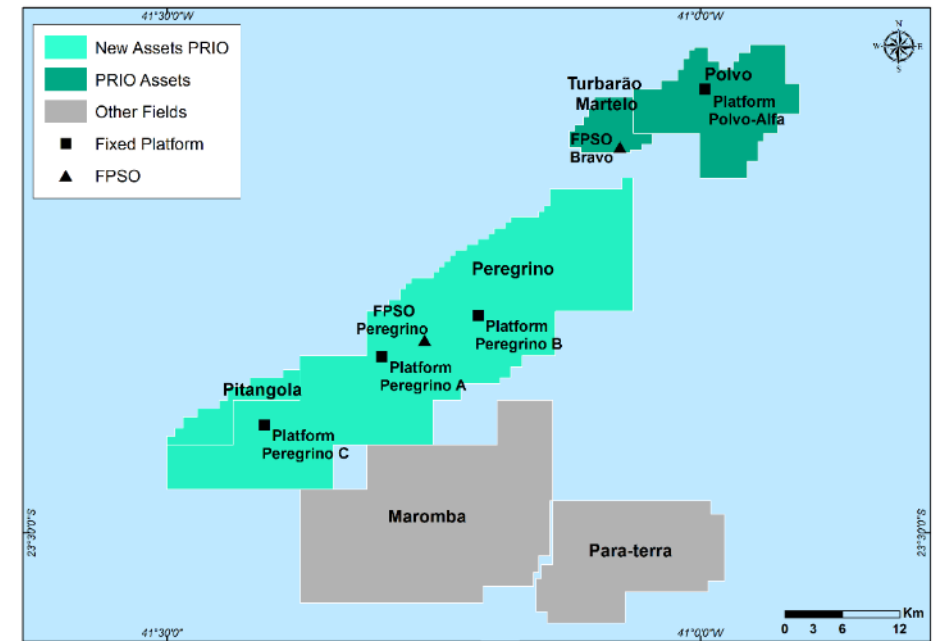 41°30'0"W
41°0'0"W
New Assets PRIO
PRIO Assets
Other Fields
Fixed Platform
FPSO
N
W
E
S
Polvo
Turbarão
Martelo
Platform
Polvo-Alfa
FPSO
Bravo
Peregrino
FPSO
Peregrino
Platform
Peregrino B
Platform
Peregrino A
Pitangola
Platform
Peregrino C
Maromba
Para-terra
23°30'0"S
23°30'0"S
Km
0 3 6 12
41°30'0"
41°0'0"W